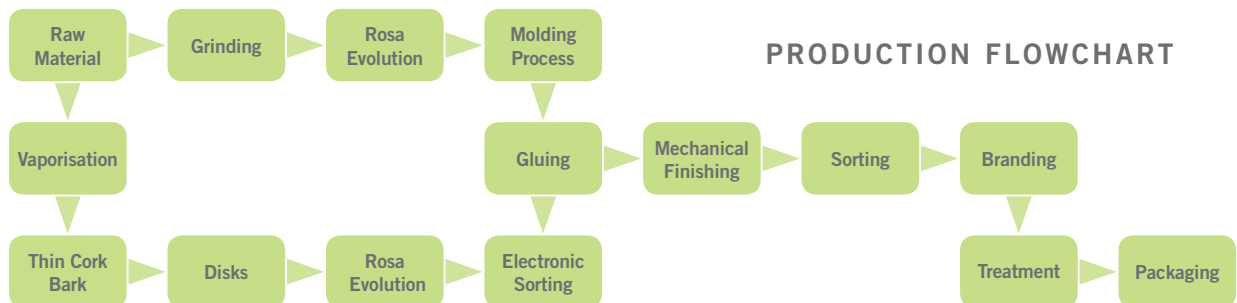 Raw
Material
Grinding
Rosa
Evolution
Molding
Process
PRODUCTION FLOWCHART
Vaporisation
Gluing
Mechanical
Finishing
Sorting
Branding
Thin Cork
Bark
Disks
Rosa
Evolution
Electronic
Sorting
Treatment
Packaging